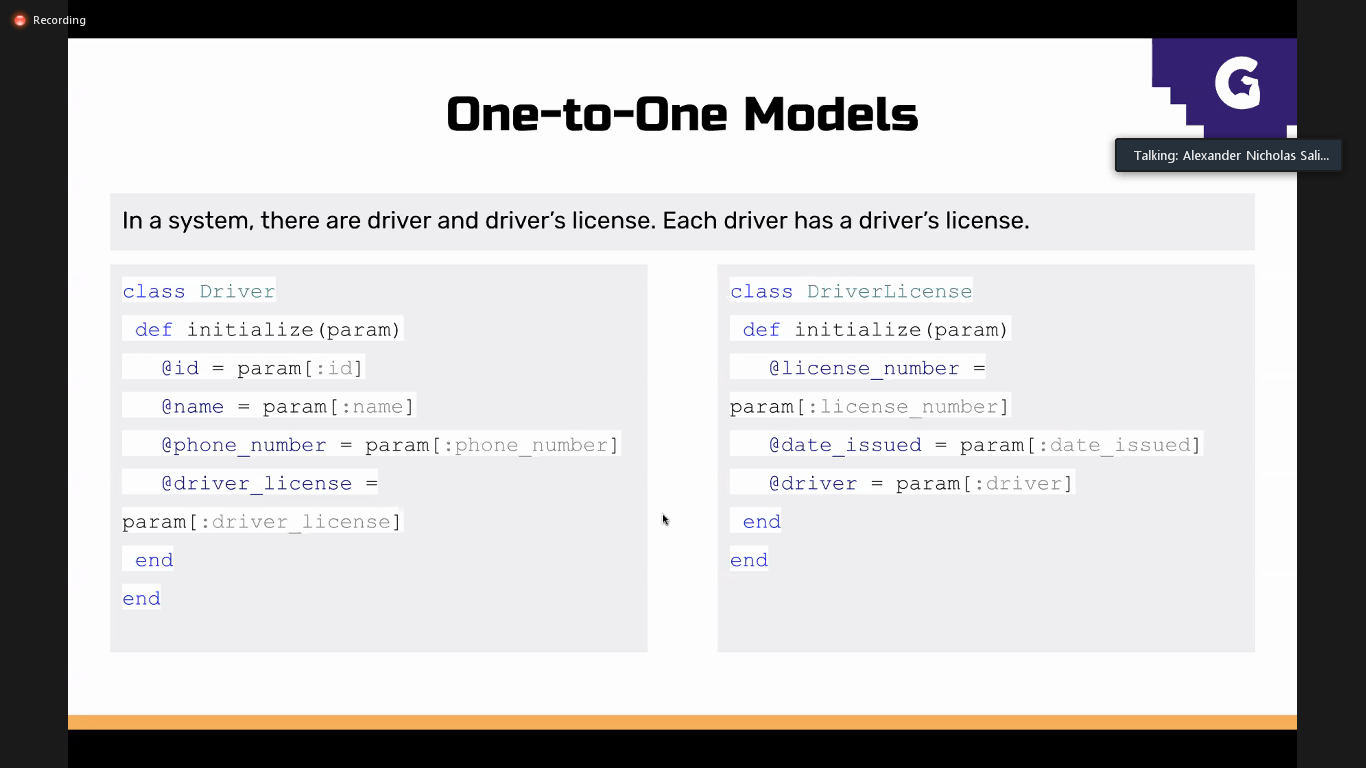 Recording
G
One-to-One Models
Talking: Alexander Nicholas Sali...
In a system, there are driver and driver's license. Each driver has a driver's license.
class Driver
def initialize(param)
@id = param[:id]
@name = param[:name]
@phone_number = param[:phone_number]
@driver_license =
param[:driver_license]
end
end
class DriverLicense
def initialize(param)
@license_number =
param[:license_number]
@date_issued = param[:date_issued]
@driver = param[:driver]
end
end